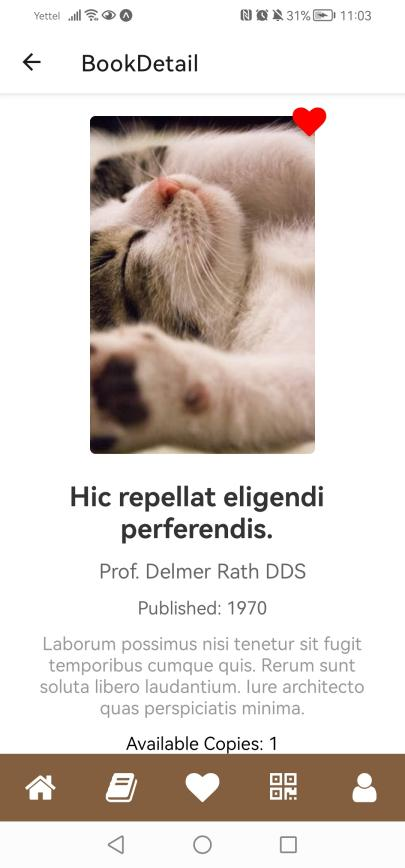 Yettel 31% 11:03
BookDetail
Hic repellat eligendi
perferendis.
Prof. Delmer Rath DDS
Published: 1970
Laborum possimus nisi tenetur sit fugit
temporibus cumque quis. Rerum sunt
soluta libero laudantium. Iure architecto
quas perspiciatis minima.
Available Copies: 1